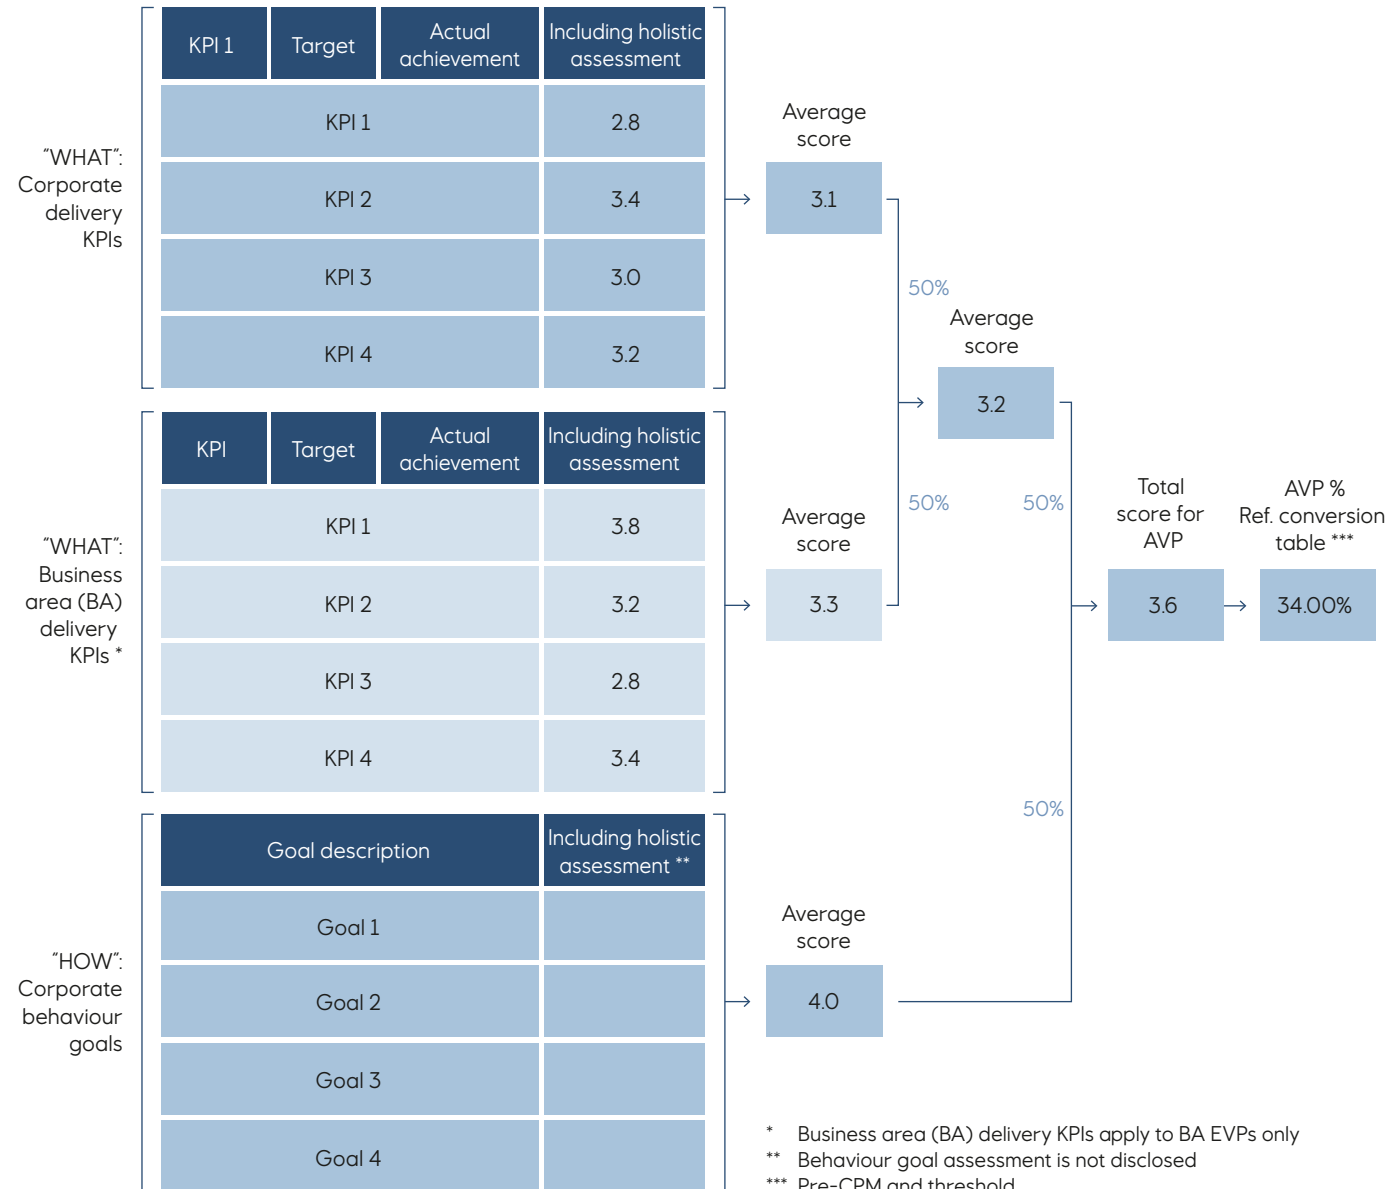 "WHAT":
Corporate
delivery
KPIs
KPI 1
Target
Actual
achievement
Including holistic
assessment
KPI 1
2.8
KPI 2
3.4
KPI 3
3.0
KPI 4
3.2
Average
score
3.1
50%
Average
score
3.2
"WHAT":
Business
area (BA)
delivery
KPIs *
KPI
Target
Actual
achievement
Including holistic
assessment
KPI 1
3.8
KPI 2
3.2
KPI 3
2.8
KPI 4
3.4
Average
score
3.3
50%
50%
Total
score for
AVP
3.6
AVP %
Ref. conversion
table ***
34.00%
"HOW":
Corporate
behaviour
goals
Goal description
Including holistic
assessment **
Goal 1
Goal 2
Goal 3
Goal 4
Average
score
4.0
50%
* Business area (BA) delivery KPIs apply to BA EVPs only
** Behaviour goal assessment is not disclosed
*** Pre-CPM and threshold